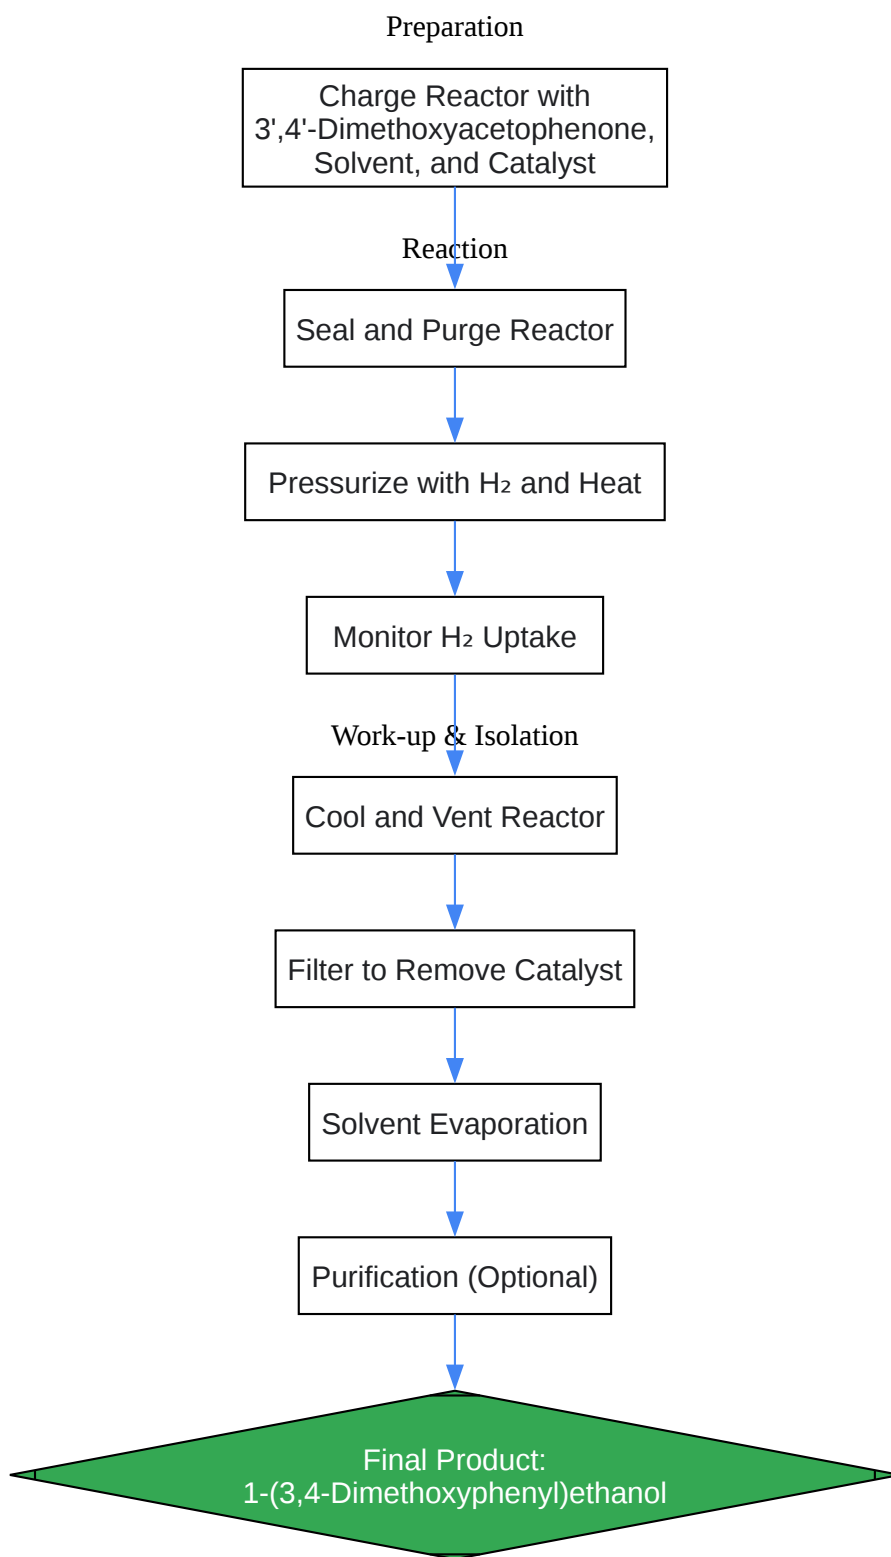 Preparation
Charge Reactor with
3',4'-Dimethoxyacetophenone,
Solvent, and Catalyst
Reaction
Seal and Purge Reactor
Pressurize with H₂ and Heat
Monitor H₂ Uptake
Work-up & Isolation
Cool and Vent Reactor
Filter to Remove Catalyst
Solvent Evaporation
Purification (Optional)
Final Product:
1-(3,4-Dimethoxyphenyl)ethanol